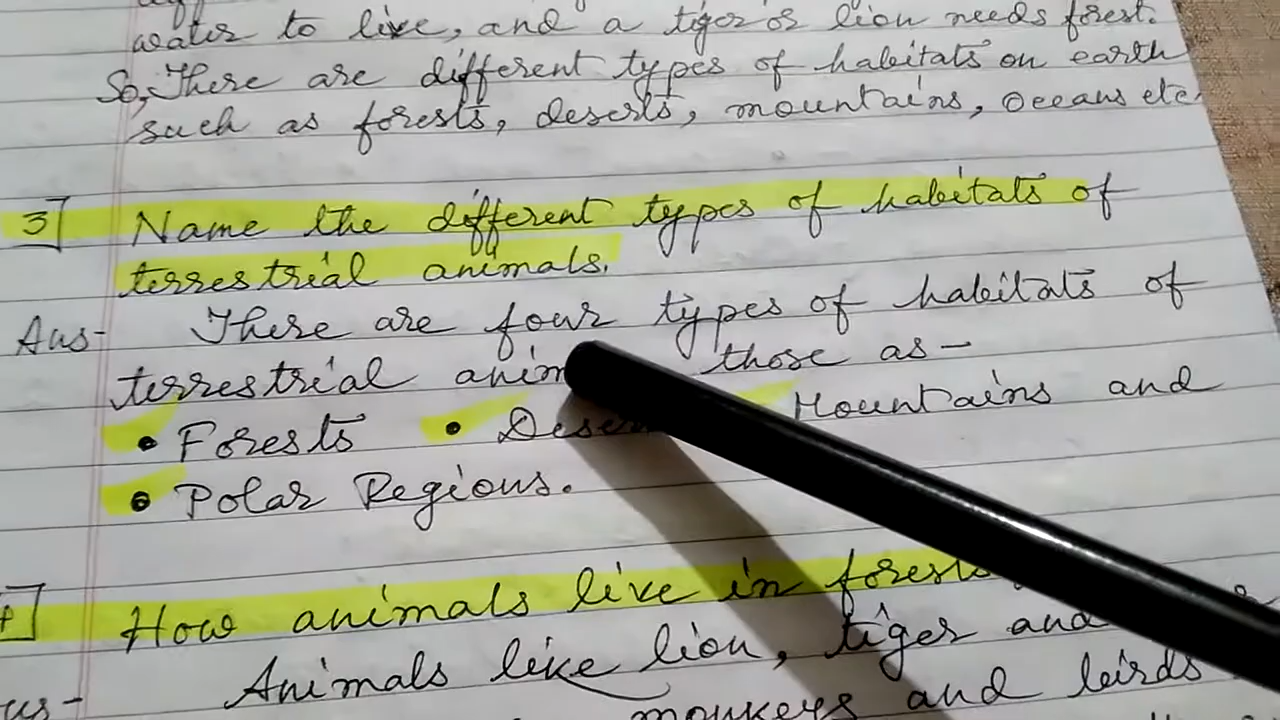 water to live, and a tiger or lion needs forest.
So, There are different types of habitats on earth
such as forests, deserts, mountains, oceans etc.
3 Name the different types of habitats of
terrestrial animals.
Ans- There are four types of habitats of
terrestrial those as-
• Forests • Mountains and
• Polar Regions.
How animals live in forests
Animals like lion, tiger and
monkeys and birds